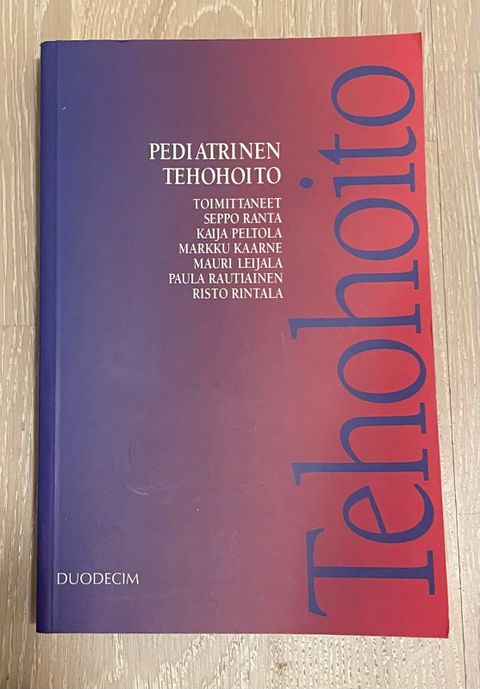 PEDIATRINEN
TEHOHOITO
TOIMITTANEET
SEPPO RANTA
KAIJA PELTOLA
MARKKU KAARNE
MAURI LEIJALA
PAULA RAUTIAINEN
RISTO RINTALA
Tehohoito
DUODECIM